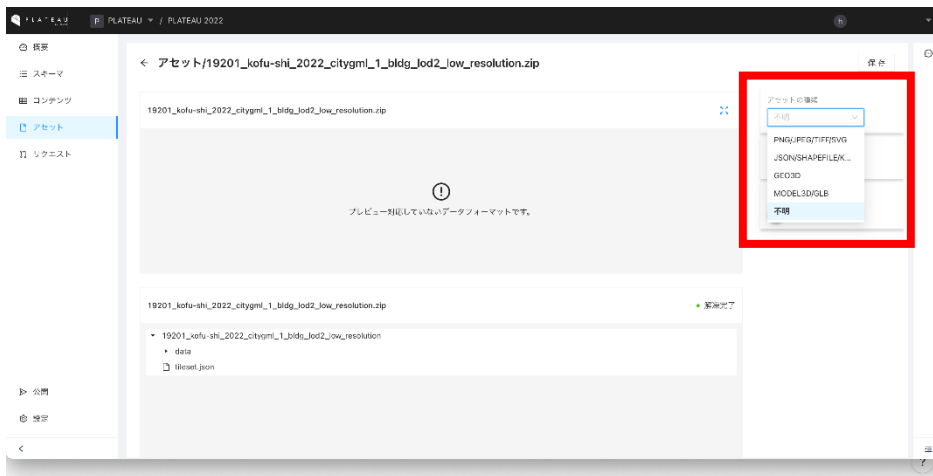 PLATEAU
P PLATEAU / PLATEAU 2022
h
概要
スキーマ
コンテンツ
アセット
リクエスト
公開
設定
← アセット/19201_kofu-shi_2022_citygml_1_bldg_lod2_low_resolution.zip
保存
19201_kofu-shi_2022_citygml_1_bldg_lod2_low_resolution.zip
プレビュー対応していないデータフォーマットです。
19201_kofu-shi_2022_citygml_1_bldg_lod2_low_resolution.zip
解凍完了
19201_kofu-shi_2022_citygml_1_bldg_lod2_low_resolution
data
tileset.json
アセットの種類
不明
PNG/JPEG/TIFF/SVG
JSON/SHAPEFILE/K...
GEO3D
MODEL3D/GLB
不明
?